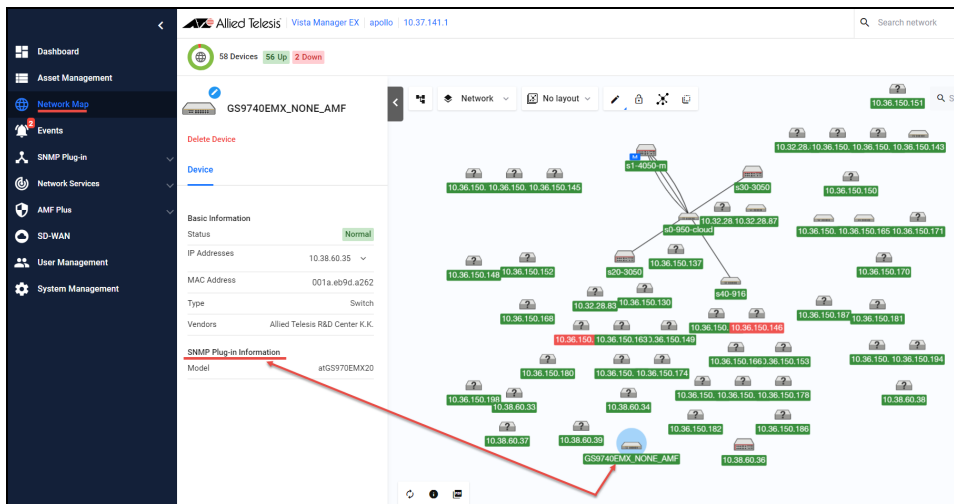 Allied Telesis Vista Manager EX apollo 10.37.141.1
Search network
58 Devices 56 Up 2 Down
Dashboard
Asset Management
Network Map
2
Events
SNMP Plug-in
Network Services
AMF Plus
SD-WAN
User Management
System Management
GS9740EMX_NONE_AMF
Delete Device
Device
Basic Information
Status Normal
IP Addresses 10.38.60.35
MAC Address 001a.eb9d.a262
Type Switch
Vendors Allied Telesis R&D Center K.K.
SNMP Plug-in Information
Model atGS970EMX20
Network No layout
10.36.150.151
10.32.28. 10.36.150. 10.36.150. 10.36.150.143
M
s1-4050-m
10.36.150. 10.36.150. 10.36.150.145
s30-3050
10.36.150.150
10.32.28 10.32.28.87
s0-950-cloud
10.36.150. 10.36.150.165 10.36.150.171
10.36.150.148 10.36.150.152
s20-3050
10.36.150.137
10.36.150.170
s40-916
10.32.28.83 10.36.150.130
10.36.150.168
10.36.150.187 10.36.150.181
10.36.150. 10.36.150.146
10.36.150. 10.36.150.163 .36.150.149
10.36.150.166 .36.150.153
10.36.150. 10.36.150.194
10.36.150.180 10.36.150. 10.36.150.174
10.36.150.198 10.38.60.33
10.38.60.34
10.36.150. 10.36.150. 10.36.150.178
10.38.60.38
10.36.150.182 10.36.150.186
10.38.60.37 10.38.60.39
GS9740EMX_NONE_AMF
10.38.60.36